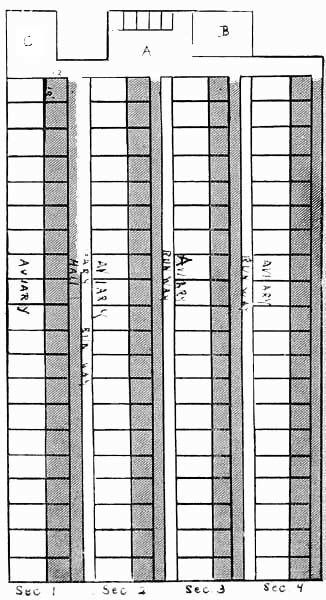 C
A
B
2
AVIARY
HALL
RUN WAY
AVIARY
RUN WAY
AVIARY
RUN WAY
AVIARY
Sec 1
Sec 2
Sec. 3
Sec 4